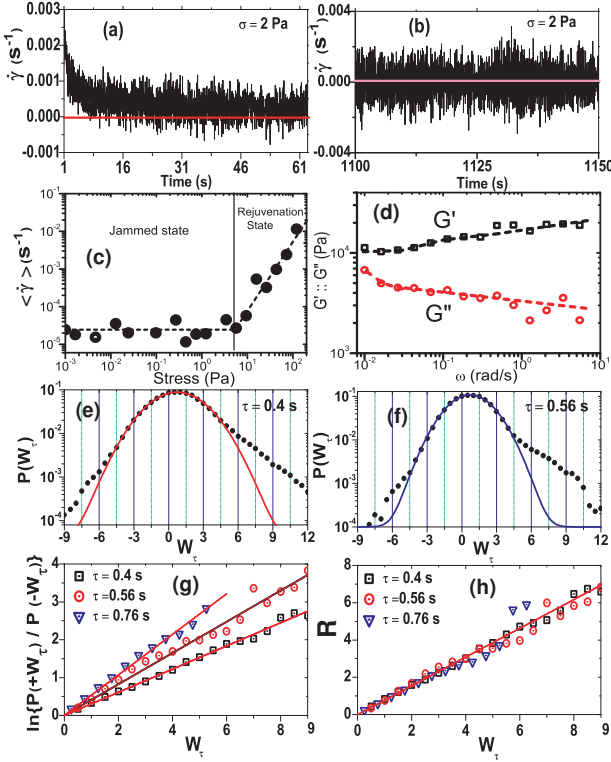 (a) σ = 2 Pa
0.003
0.002
0.001
0.000
-0.001
γ̇ (s⁻¹)
1 16 31 46 61
Time (s)
(b) σ = 2 Pa
0.004
0.000
-0.004
γ̇ (s⁻¹)
1100 1125 1150
Time (s)
Jammed state
Rejuvenation
State
(c)
10⁻¹
10⁻²
10⁻³
10⁻⁴
10⁻⁵
< γ̇ > (s⁻¹)
10⁻³ 10⁻² 10⁻¹ 10⁰ 10¹ 10²
Stress (Pa)
(d)
G'
G"
10⁴
10³
G' :: G" (Pa)
10⁻² 10⁻¹ 10⁰ 10¹
ω (rad/s)
(e) τ = 0.4 s
10⁻¹
10⁻²
10⁻³
10⁻⁴
P(W_τ)
-9 -6 -3 0 3 6 9 12
W_τ
(f) τ = 0.56 s
10⁻¹
10⁻²
10⁻³
10⁻⁴
P(W_τ)
-9 -6 -3 0 3 6 9 12
W_τ
τ = 0.4 s (g)
τ = 0.56 s
τ = 0.76 s
4
3
2
1
0
ln{P(+W_τ) / P (-W_τ)}
0 2 4 6 8 9
W_τ
τ = 0.4 s (h)
τ = 0.56 s
τ = 0.76 s
8
6
4
2
0
R
0 2 4 6 8 9
W_τ